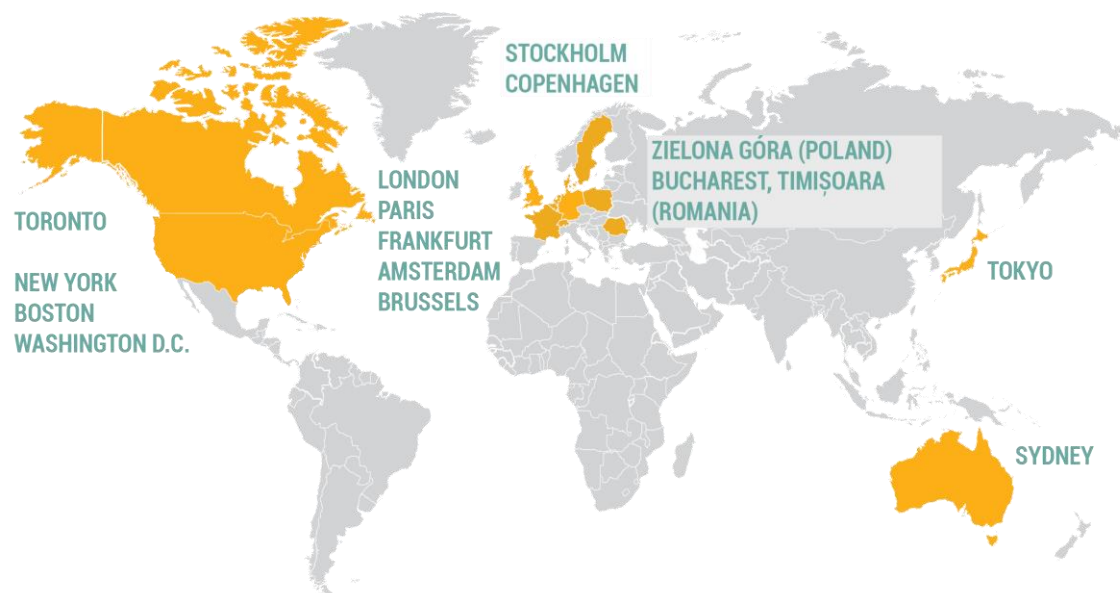 STOCKHOLM
COPENHAGEN
ZIELONA GÓRA (POLAND)
BUCHAREST, TIMIȘOARA
(ROMANIA)
LONDON
PARIS
FRANKFURT
AMSTERDAM
BRUSSELS
TORONTO
NEW YORK
BOSTON
WASHINGTON D.C.
TOKYO
SYDNEY